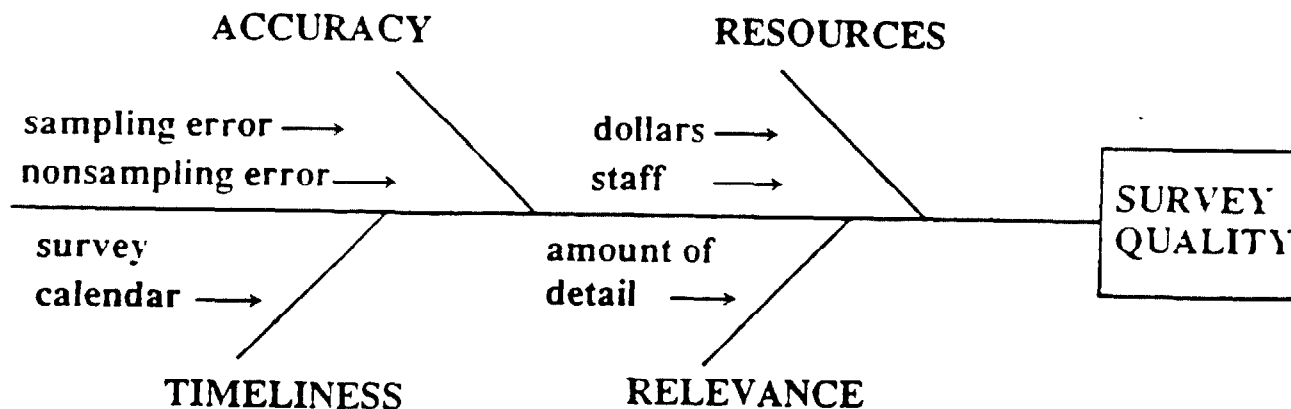 ACCURACY
RESOURCES
sampling error
nonsampling error
dollars
staff
SURVEY
QUALITY
survey
calendar
amount of
detail
TIMELINESS
RELEVANCE